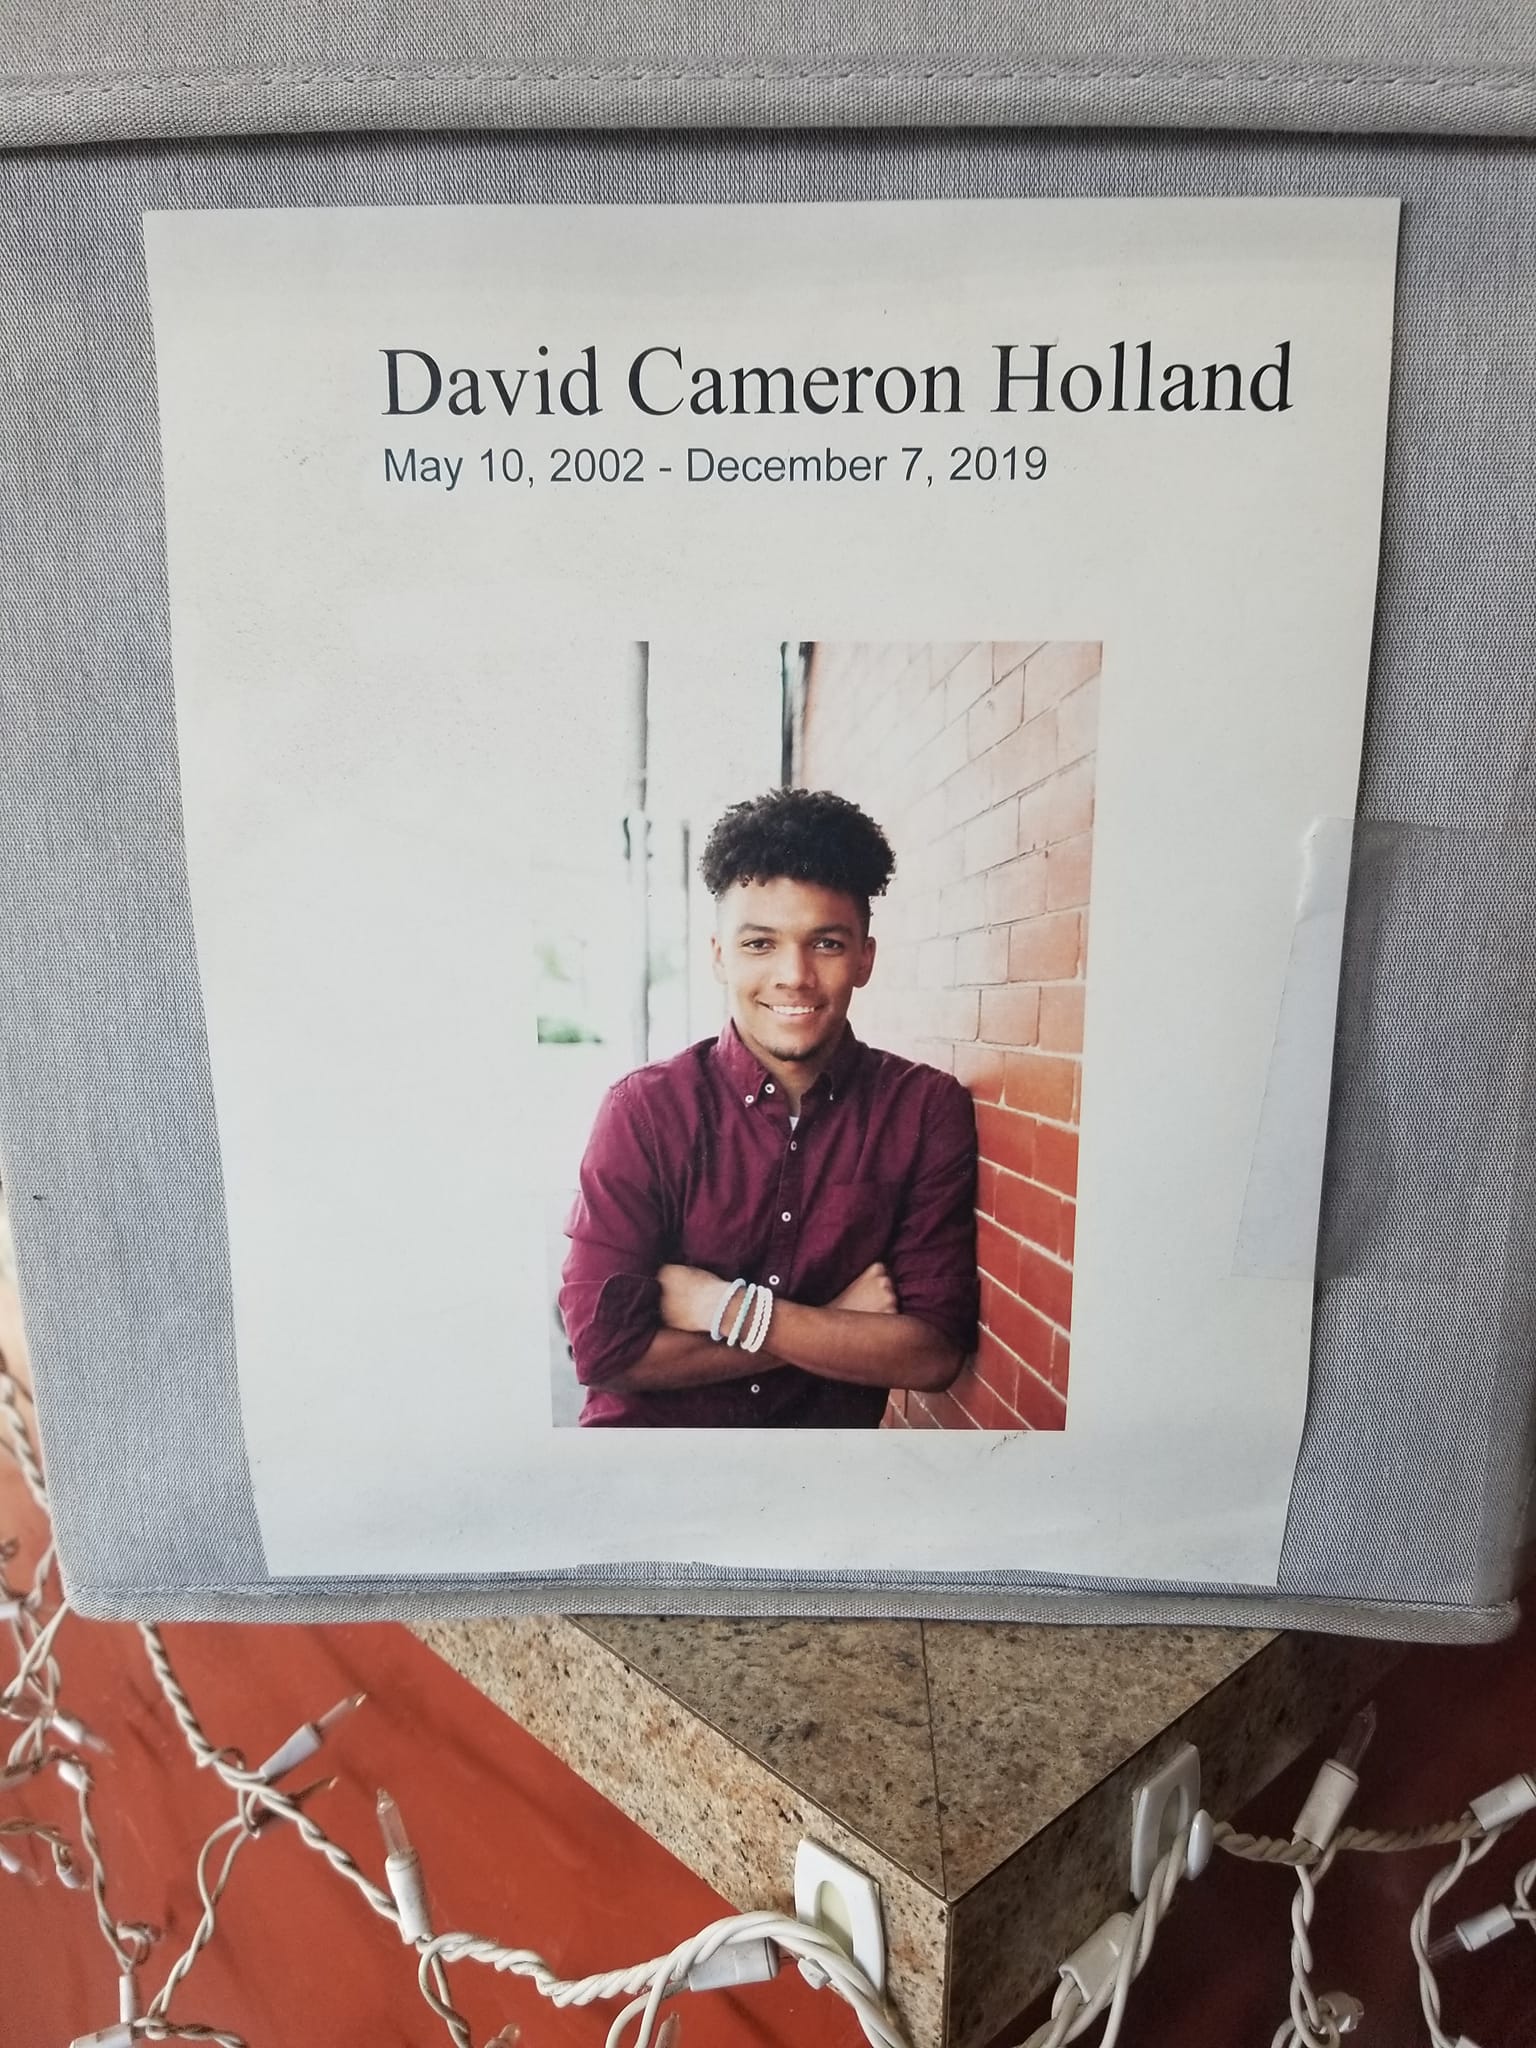 David Cameron Holland
May 10, 2002 - December 7, 2019